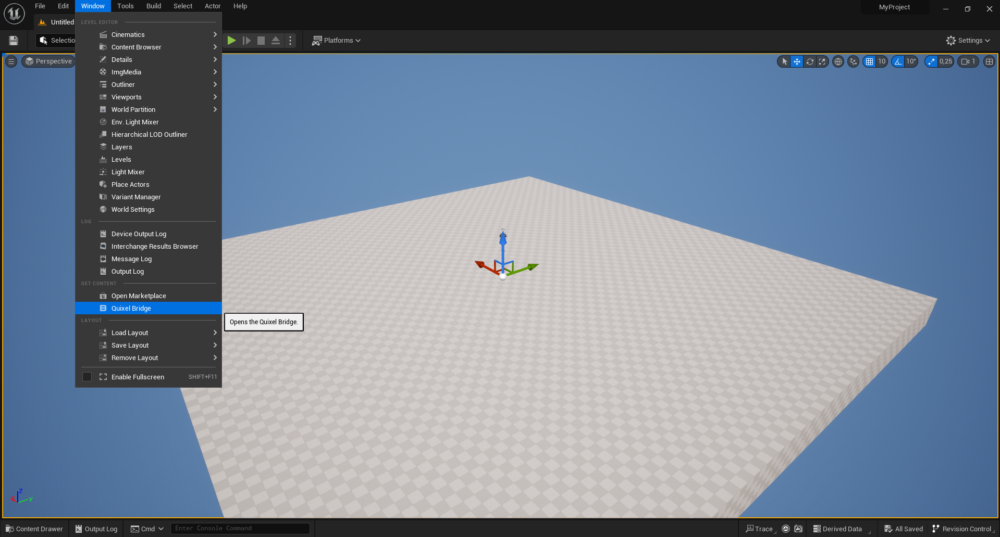 File Edit Window Tools Build Select Actor Help
MyProject
Untitled
Selectio
Platforms
Settings
Perspective
10
10°
0,25
1
LEVEL EDITOR
Cinematics
Content Browser
Details
ImgMedia
Outliner
Viewports
World Partition
Env. Light Mixer
Hierarchical LOD Outliner
Layers
Levels
Light Mixer
Place Actors
Variant Manager
World Settings
LOG
Device Output Log
Interchange Results Browser
Message Log
Output Log
GET CONTENT
Open Marketplace
Quixel Bridge
Opens the Quixel Bridge.
LAYOUT
Load Layout
Save Layout
Remove Layout
Enable Fullscreen SHIFT+F11
Z
X
Y
Content Drawer
Output Log
Cmd
Enter Console Command
Trace
Derived Data
All Saved
Revision Control